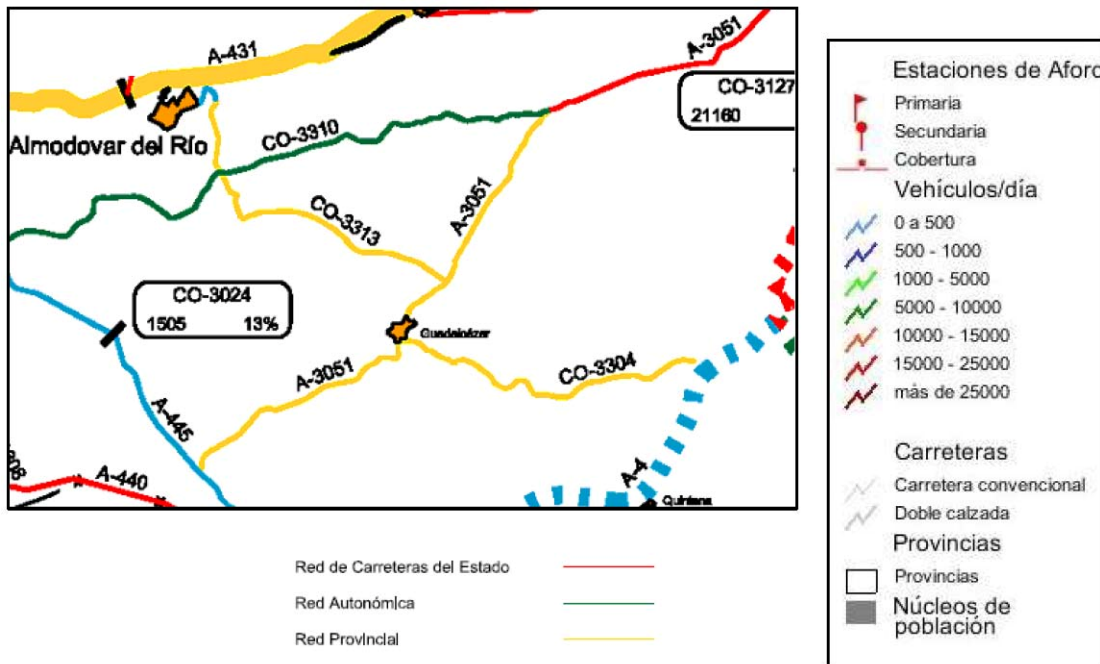 A-431
A-3051
CO-3127
21160
Almodovar del Río
CO-3310
CO-3313
A-3051
CO-3024
1505 13%
Guadalcázar
A-3051
CO-3304
A-445
A-440
A-4
Quintana
Red de Carreteras del Estado
Red Autonómica
Red Provincial
Estaciones de Aforo
Primaria
Secundaria
Cobertura
Vehículos/día
0 a 500
500 - 1000
1000 - 5000
5000 - 10000
10000 - 15000
15000 - 25000
más de 25000
Carreteras
Carretera convencional
Doble calzada
Provincias
Provincias
Núcleos de
población